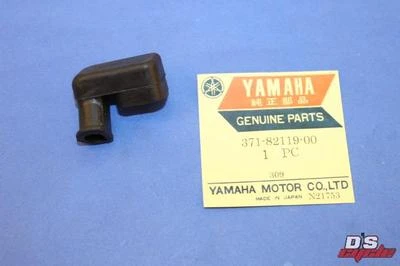 YAMAHA
純正部品
GENUINE PARTS
371-82119-00
1 PC
309
YAMAHA MOTOR CO.,LTD
MADE IN JAPAN N21753
D's
cycle